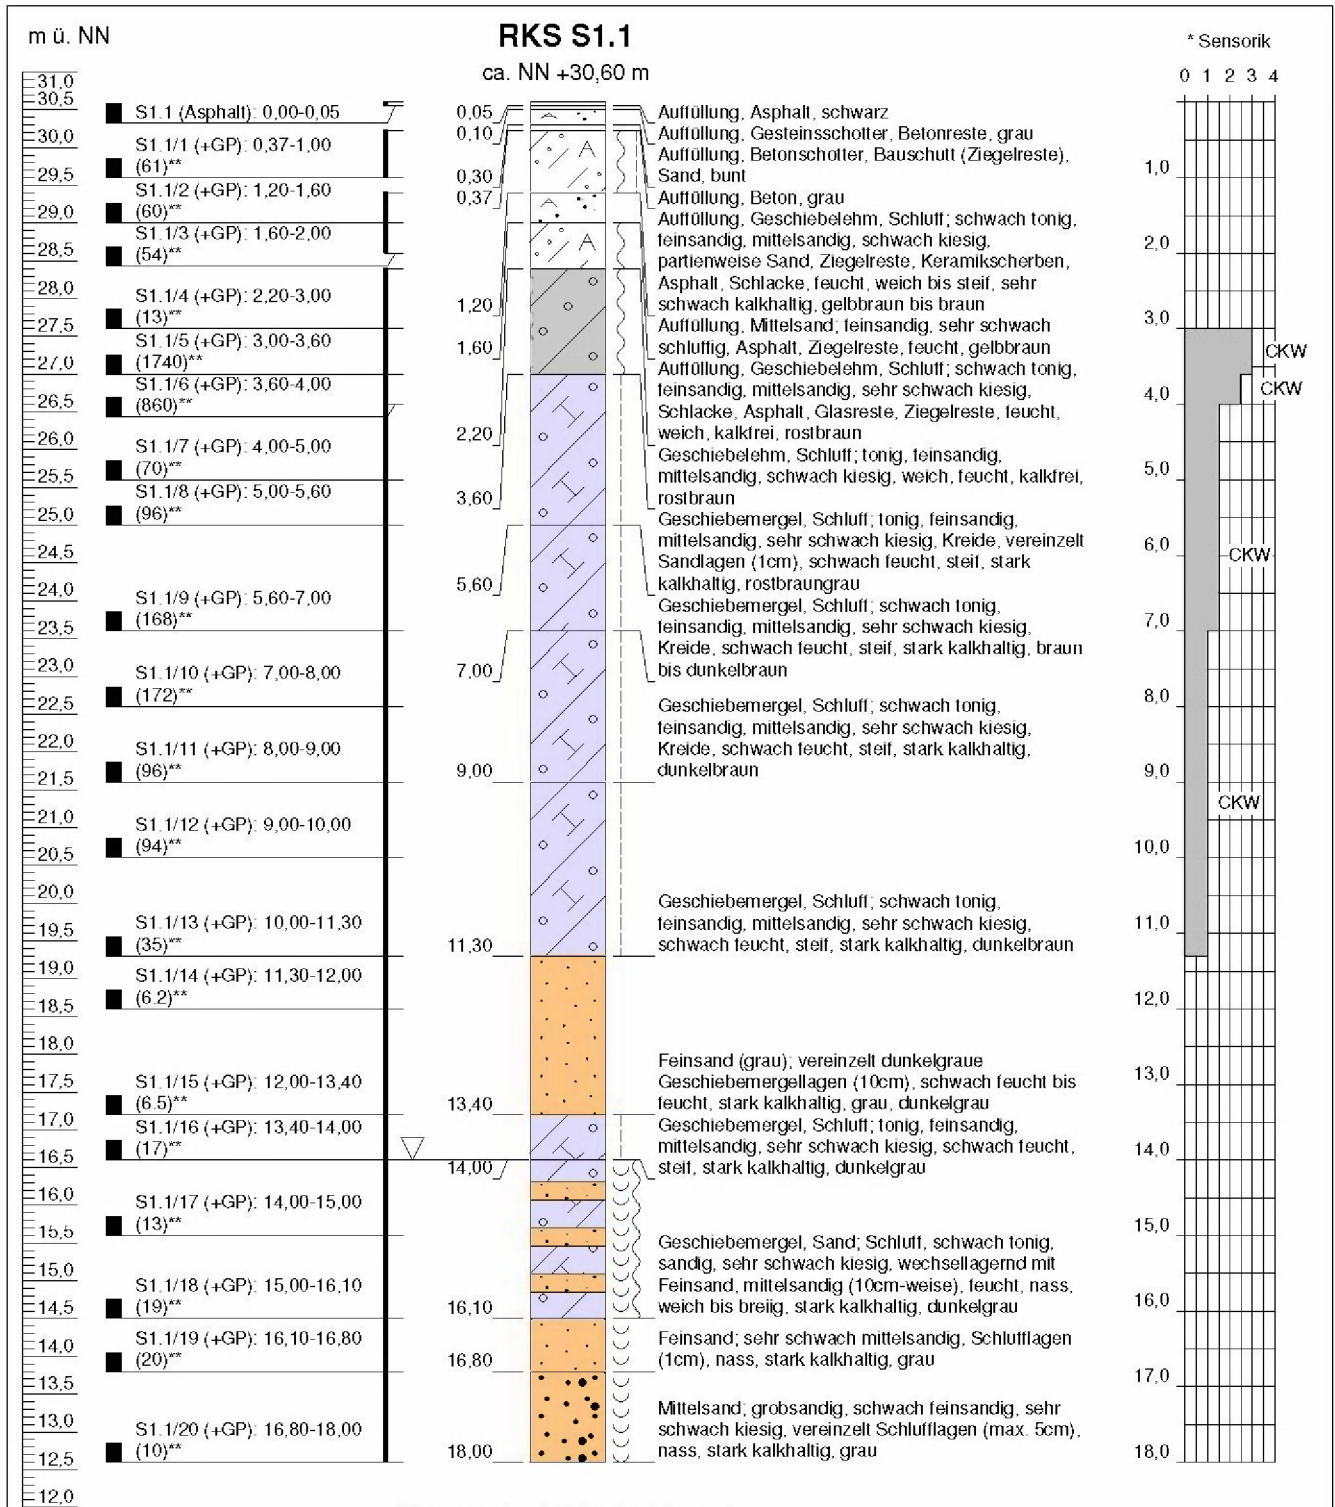 m ü. NN
RKS S1.1
ca. NN +30,60 m
* Sensorik
0 1 2 3 4
31,0
30,5
30,0
29,5
29,0
28,5
28,0
27,5
27,0
26,5
26,0
25,5
25,0
24,5
24,0
23,5
23,0
22,5
22,0
21,5
21,0
20,5
20,0
19,5
19,0
18,5
18,0
17,5
17,0
16,5
16,0
15,5
15,0
14,5
14,0
13,5
13,0
12,5
12,0
S1.1 (Asphalt): 0,00-0,05
S1.1/1 (+GP): 0,37-1,00
(61)**
S1.1/2 (+GP): 1,20-1,60
(60)**
S1.1/3 (+GP): 1,60-2,00
(54)**
S1.1/4 (+GP): 2,20-3,00
(13)**
S1.1/5 (+GP): 3,00-3,60
(1740)**
S1.1/6 (+GP): 3,60-4,00
(860)**
S1.1/7 (+GP): 4,00-5,00
(70)**
S1.1/8 (+GP): 5,00-5,60
(96)**
S1.1/9 (+GP): 5,60-7,00
(168)**
S1.1/10 (+GP): 7,00-8,00
(172)**
S1.1/11 (+GP): 8,00-9,00
(96)**
S1.1/12 (+GP): 9,00-10,00
(94)**
S1.1/13 (+GP): 10,00-11,30
(35)**
S1.1/14 (+GP): 11,30-12,00
(6.2)**
S1.1/15 (+GP): 12,00-13,40
(6.5)**
S1.1/16 (+GP): 13,40-14,00
(17)**
S1.1/17 (+GP): 14,00-15,00
(13)**
S1.1/18 (+GP): 15,00-16,10
(19)**
S1.1/19 (+GP): 16,10-16,80
(20)**
S1.1/20 (+GP): 16,80-18,00
(10)**
0,05
0,10
0,30
0,37
1,20
1,60
2,20
3,60
5,60
7,00
9,00
11,30
13,40
14,00
16,10
16,80
18,00
A
A
Auffüllung, Asphalt, schwarz
Auffüllung, Gesteinsschotter, Betonreste, grau
Auffüllung, Betonschotter, Bauschutt (Ziegelreste),
Sand, bunt
Auffüllung, Beton, grau
Auffüllung, Geschiebelehm, Schluff; schwach tonig,
feinsandig, mittelsandig, schwach kiesig,
partienweise Sand, Ziegelreste, Keramikscherben,
Asphalt, Schlacke, feucht, weich bis steif, sehr
schwach kalkhaltig, gelbbraun bis braun
Auffüllung, Mittelsand; feinsandig, sehr schwach
schluffig, Asphalt, Ziegelreste, feucht, gelbbraun
Auffüllung, Geschiebelehm, Schluff; schwach tonig,
feinsandig, mittelsandig, sehr schwach kiesig,
Schlacke, Asphalt, Glasreste, Ziegelreste, feucht,
weich, kalkfrei, rostbraun
Geschiebelehm, Schluff; tonig, feinsandig,
mittelsandig, schwach kiesig, weich, feucht, kalkfrei,
rostbraun
Geschiebemergel, Schluff; tonig, feinsandig,
mittelsandig, sehr schwach kiesig, Kreide, vereinzelt
Sandlagen (1cm), schwach feucht, steif, stark
kalkhaltig, rostbraungrau
Geschiebemergel, Schluff; schwach tonig,
feinsandig, mittelsandig, sehr schwach kiesig,
Kreide, schwach feucht, steif, stark kalkhaltig, braun
bis dunkelbraun
Geschiebemergel, Schluff; schwach tonig,
feinsandig, mittelsandig, sehr schwach kiesig,
Kreide, schwach feucht, steif, stark kalkhaltig,
dunkelbraun
Geschiebemergel, Schluff; schwach tonig,
feinsandig, mittelsandig, sehr schwach kiesig,
schwach feucht, steif, stark kalkhaltig, dunkelbraun
Feinsand (grau); vereinzelt dunkelgraue
Geschiebemergellagen (10cm), schwach feucht bis
feucht, stark kalkhaltig, grau, dunkelgrau
Geschiebemergel, Schluff; tonig, feinsandig,
mittelsandig, sehr schwach kiesig, schwach feucht,
steif, stark kalkhaltig, dunkelgrau
Geschiebemergel, Sand; Schluff, schwach tonig,
sandig, sehr schwach kiesig, wechsellagernd mit
Feinsand, mittelsandig (10cm-weise), feucht, nass,
weich bis breiig, stark kalkhaltig, dunkelgrau
Feinsand; sehr schwach mittelsandig, Schlufflagen
(1cm), nass, stark kalkhaltig, grau
Mittelsand; grobsandig, schwach feinsandig, sehr
schwach kiesig, vereinzelt Schlufflagen (max. 5cm),
nass, stark kalkhaltig, grau
1,0
2,0
3,0
CKW
CKW
4,0
5,0
6,0
CKW
7,0
8,0
9,0
CKW
10,0
11,0
12,0
13,0
14,0
15,0
16,0
17,0
18,0